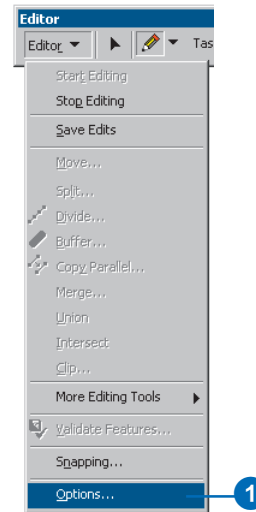 Editor
Editor Tas
Start Editing
Stop Editing
Save Edits
Move...
Split...
Divide...
Buffer...
Copy Parallel...
Merge...
Union
Intersect
Clip...
More Editing Tools
Validate Features...
Snapping...
Options... 1